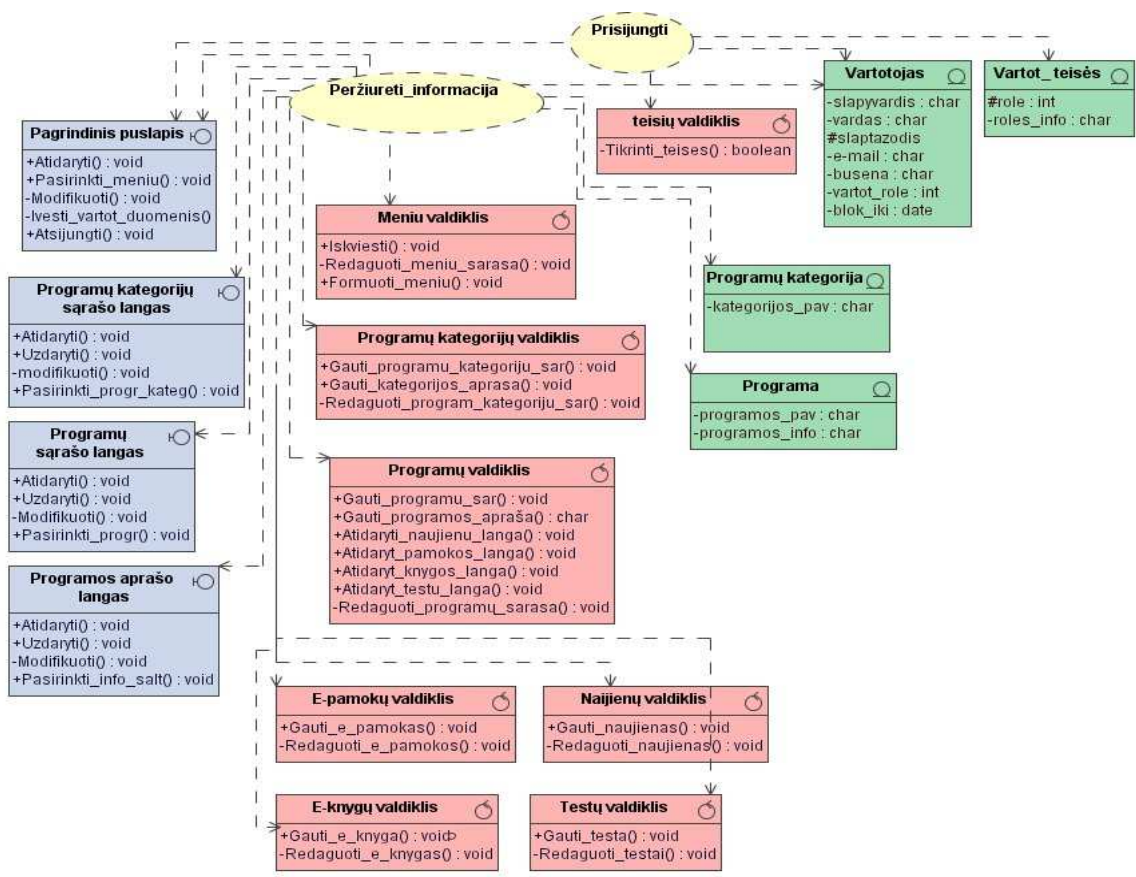 Prisijungti
Peržiureti_informacija
Pagrindinis puslapis
+Atidaryti() : void
+Pasirinkti_meniu() : void
-Modifikuoti() : void
-Ivesti_vartot_duomenis()
+Atsijungti() : void
teisių valdiklis
-Tikrinti_teises() : boolean
Vartotojas
-slapyvardis : char
-vardas : char
#slaptazodis
-e-mail : char
-busena : char
-vartot_role : int
-blok_iki : date
Vartot_teisės
#role : int
-roles_info : char
Meniu valdiklis
+Iskviesti() : void
-Redaguoti_meniu_sarasa() : void
+Formuoti_meniu() : void
Programų kategorijų
sąrašo langas
+Atidaryti() : void
+Uzdaryti() : void
-modifikuoti() : void
+Pasirinkti_progr_kateg() : void
Programų kategorija
-kategorijos_pav : char
Programų kategorijų valdiklis
+Gauti_programu_kategoriju_sar() : void
+Gauti_kategorijos_aprasa() : void
-Redaguoti_program_kategoriju_sar() : void
Programa
-programos_pav : char
-programos_info : char
Programų
sąrašo langas
+Atidaryti() : void
+Uzdaryti() : void
-Modifikuoti() : void
+Pasirinkti_progr() : void
Programų valdiklis
+Gauti_programu_sar() : void
+Gauti_programos_apraša() : char
+Atidaryti_naujienu_langa() : void
+Atidaryt_pamokos_langa() : void
+Atidaryt_knygos_langa() : void
+Atidaryt_testu_langa() : void
-Redaguoti_programų_sarasa() : void
Programos aprašo
langas
+Atidaryti() : void
+Uzdaryti() : void
-Modifikuoti() : void
+Pasirinkti_info_salt() : void
E-pamokų valdiklis
+Gauti_e_pamokas() : void
-Redaguoti_e_pamokos() : void
Naijienų valdiklis
+Gauti_naujienas() : void
-Redaguoti_naujienas() : void
E-knygų valdiklis
+Gauti_e_knyga() : void
-Redaguoti_e_knygas() : void
Testų valdiklis
+Gauti_testa() : void
-Redaguoti_testai() : void